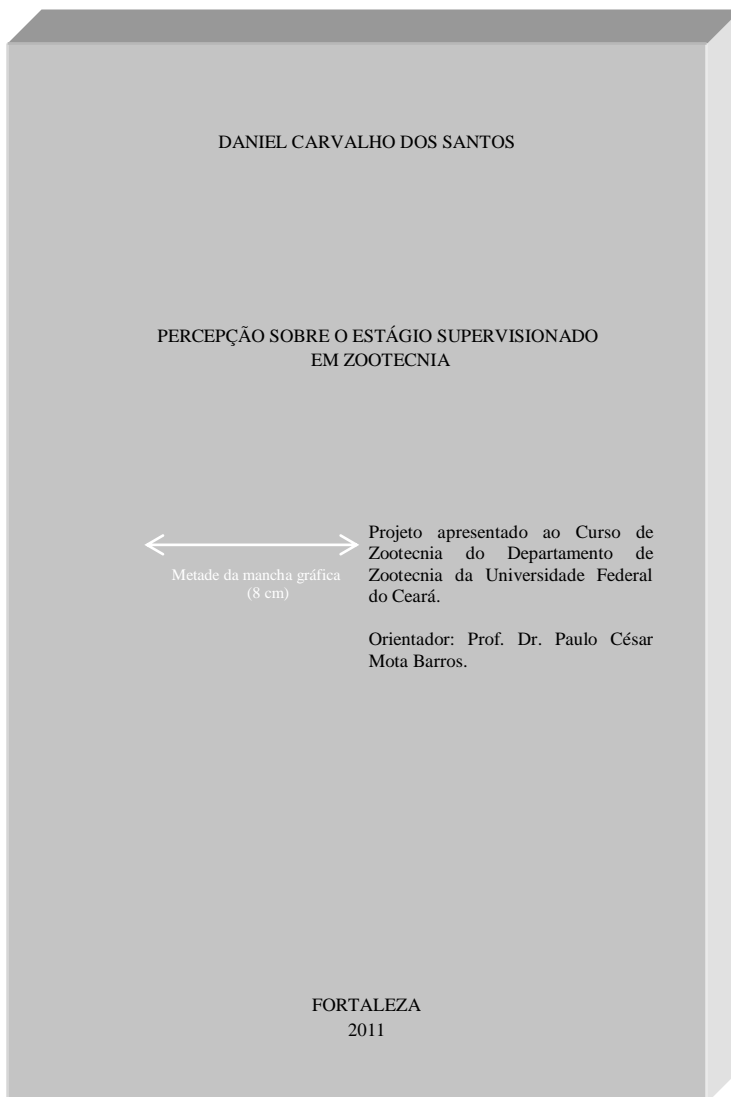 DANIEL CARVALHO DOS SANTOS
PERCEPÇÃO SOBRE O ESTÁGIO SUPERVISIONADO
EM ZOOTECNIA
Metade da mancha gráfica
(8 cm)
Projeto apresentado ao Curso de
Zootecnia do Departamento de
Zootecnia da Universidade Federal
do Ceará.
Orientador: Prof. Dr. Paulo César
Mota Barros.
FORTALEZA
2011